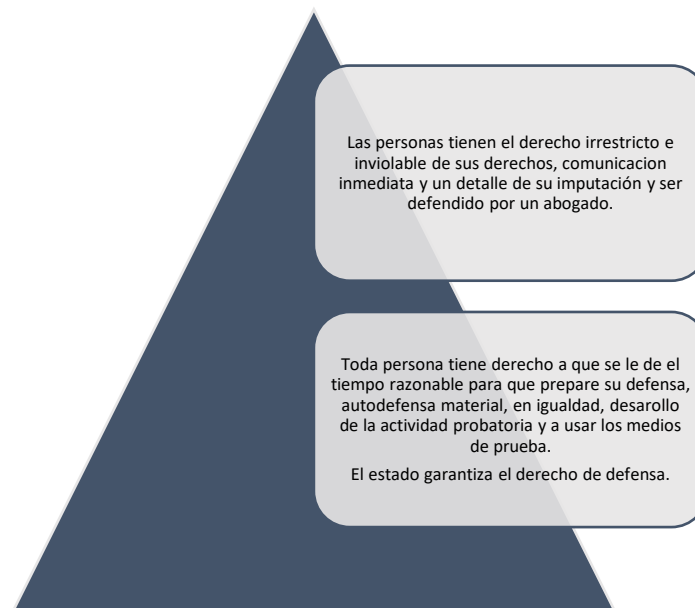 Las personas tienen el derecho irrestricto e
inviolable de sus derechos, comunicacion
inmediata y un detalle de su imputación y ser
defendido por un abogado.
Toda persona tiene derecho a que se le de el
tiempo razonable para que prepare su defensa,
autodefensa material, en igualdad, desarollo
de la actividad probatoria y a usar los medios
de prueba.
El estado garantiza el derecho de defensa.